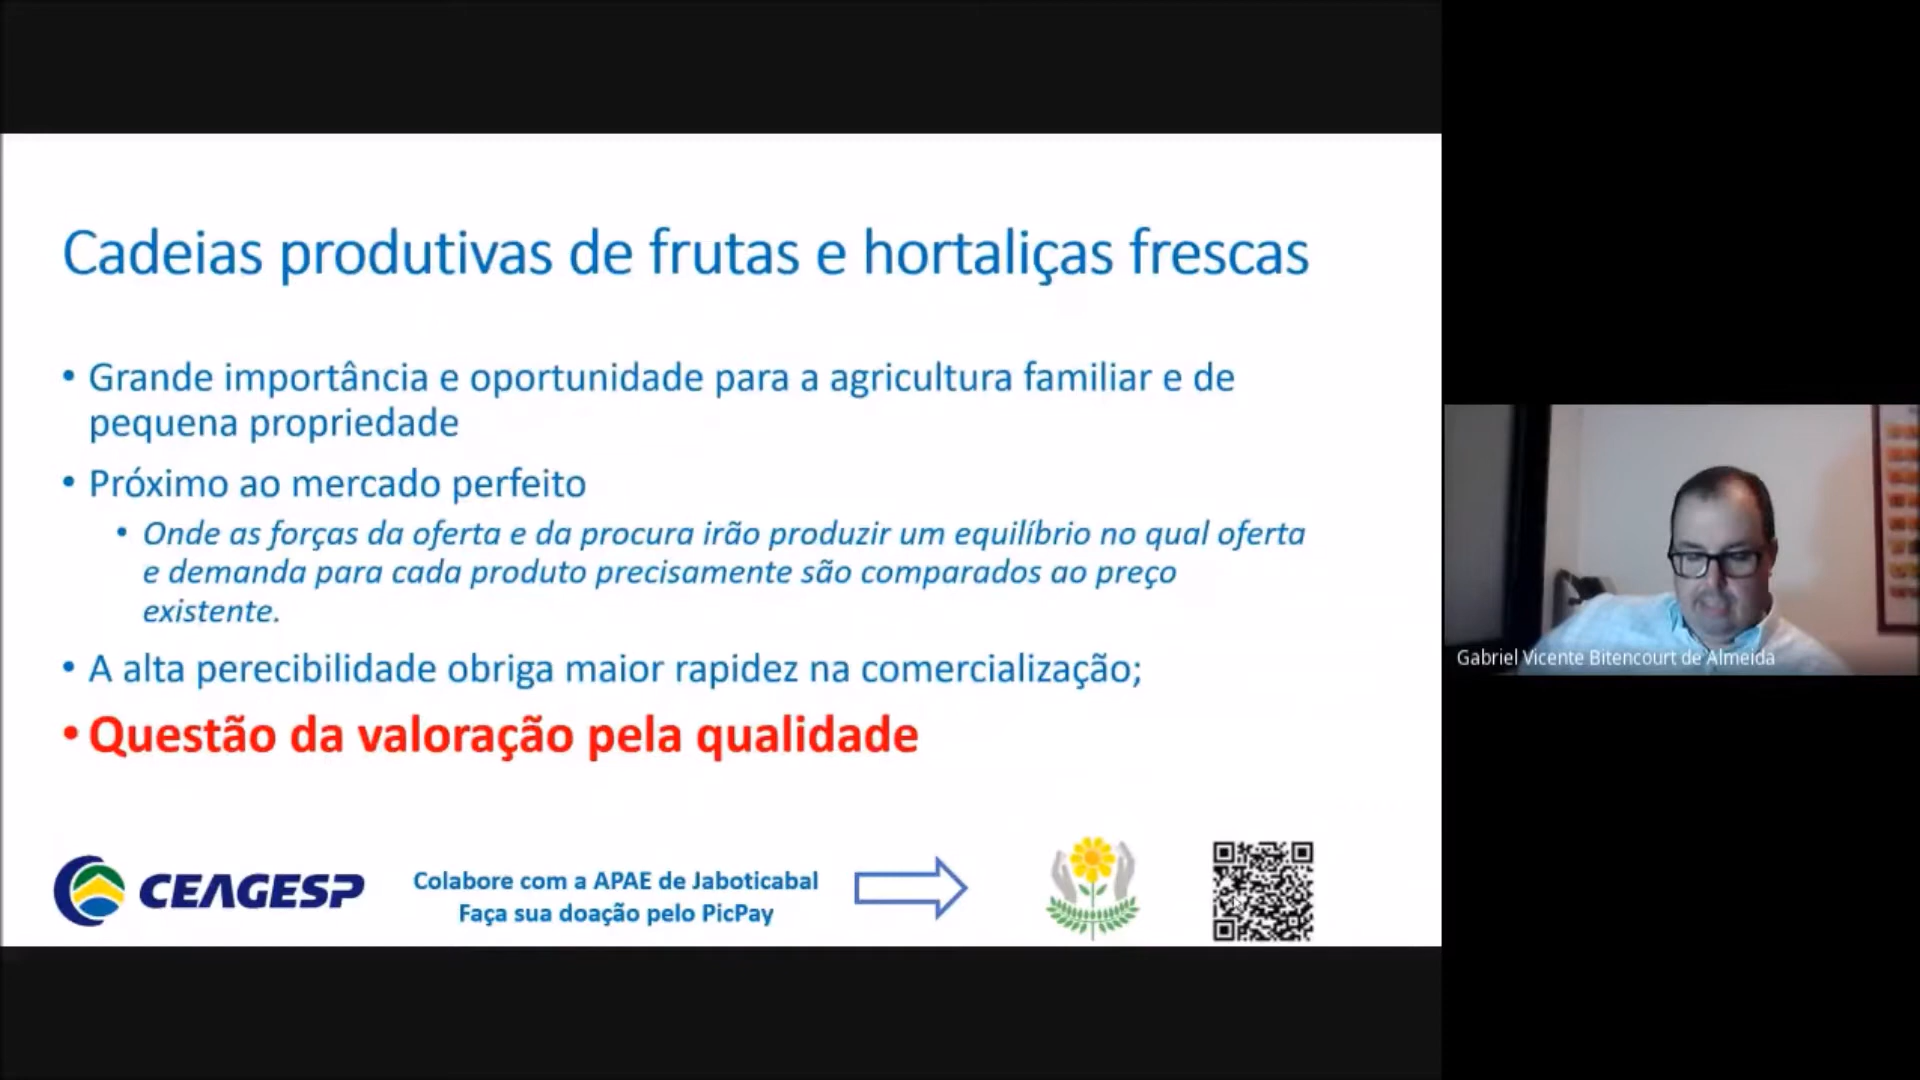 Cadeias produtivas de frutas e hortaliças frescas
• Grande importância e oportunidade para a agricultura familiar e de
pequena propriedade
• Próximo ao mercado perfeito
• Onde as forças da oferta e da procura irão produzir um equilíbrio no qual oferta
e demanda para cada produto precisamente são comparados ao preço
existente.
• A alta perecibilidade obriga maior rapidez na comercialização;
• Questão da valoração pela qualidade
CEAGESP
Colabore com a APAE de Jaboticabal
Faça sua doação pelo PicPay
Gabriel Vicente Bitencourt de Almeida